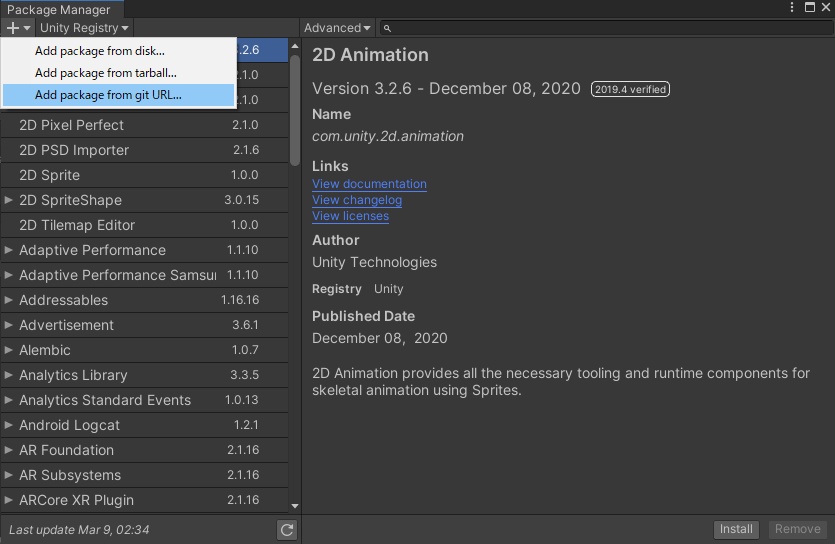 Package Manager
Unity Registry
Advanced
Add package from disk...
Add package from tarball...
Add package from git URL...
3.2.6
2.1.0
2.1.0
2D Pixel Perfect 2.1.0
2D PSD Importer 2.1.6
2D Sprite 1.0.0
2D SpriteShape 3.0.15
2D Tilemap Editor 1.0.0
Adaptive Performance 1.1.10
Adaptive Performance Samsu 1.1.10
Addressables 1.16.16
Advertisement 3.6.1
Alembic 1.0.7
Analytics Library 3.3.5
Analytics Standard Events 1.0.13
Android Logcat 1.2.1
AR Foundation 2.1.16
AR Subsystems 2.1.16
ARCore XR Plugin 2.1.16
Last update Mar 9, 02:34
2D Animation
Version 3.2.6 - December 08, 2020 2019.4 verified
Name
com.unity.2d.animation
Links
View documentation
View changelog
View licenses
Author
Unity Technologies
Registry Unity
Published Date
December 08, 2020
2D Animation provides all the necessary tooling and runtime components for
skeletal animation using Sprites.
Install
Remove